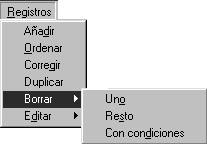 Registros
Añadir
Ordenar
Corregir
Duplicar
Borrar
Editar
Uno
Resto
Con condiciones